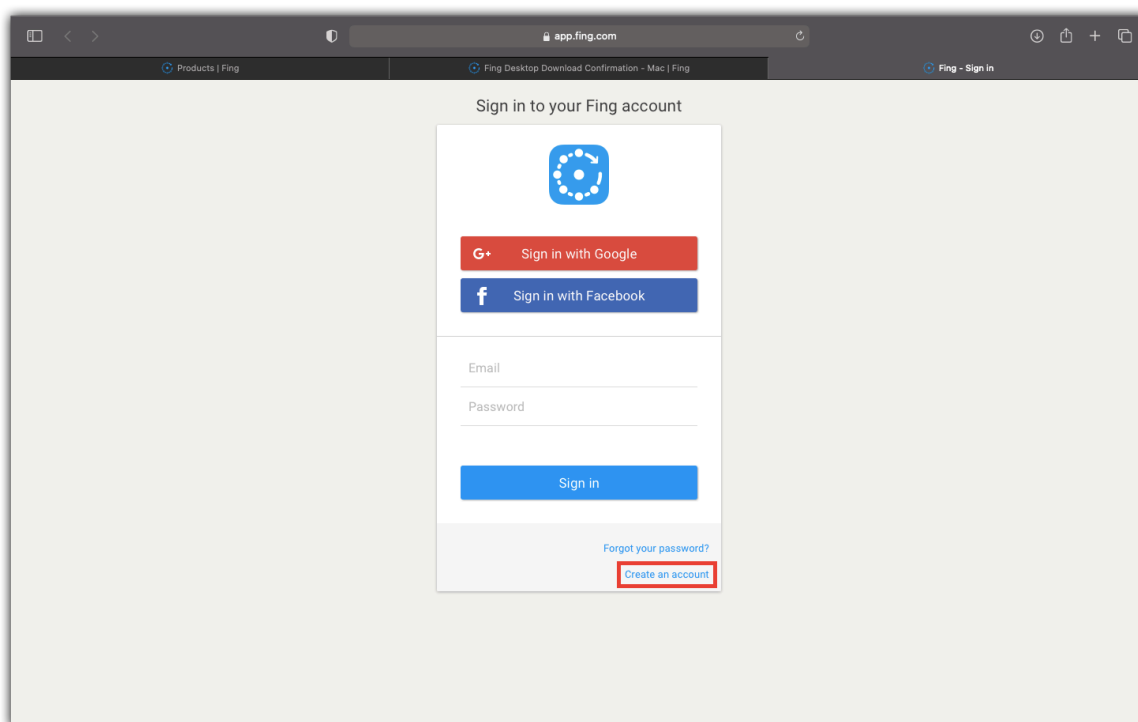 app.fing.com
Products | Fing
Fing Desktop Download Confirmation - Mac | Fing
Fing - Sign in
Sign in to your Fing account
G+ Sign in with Google
f Sign in with Facebook
Email
Password
Sign in
Forgot your password?
Create an account